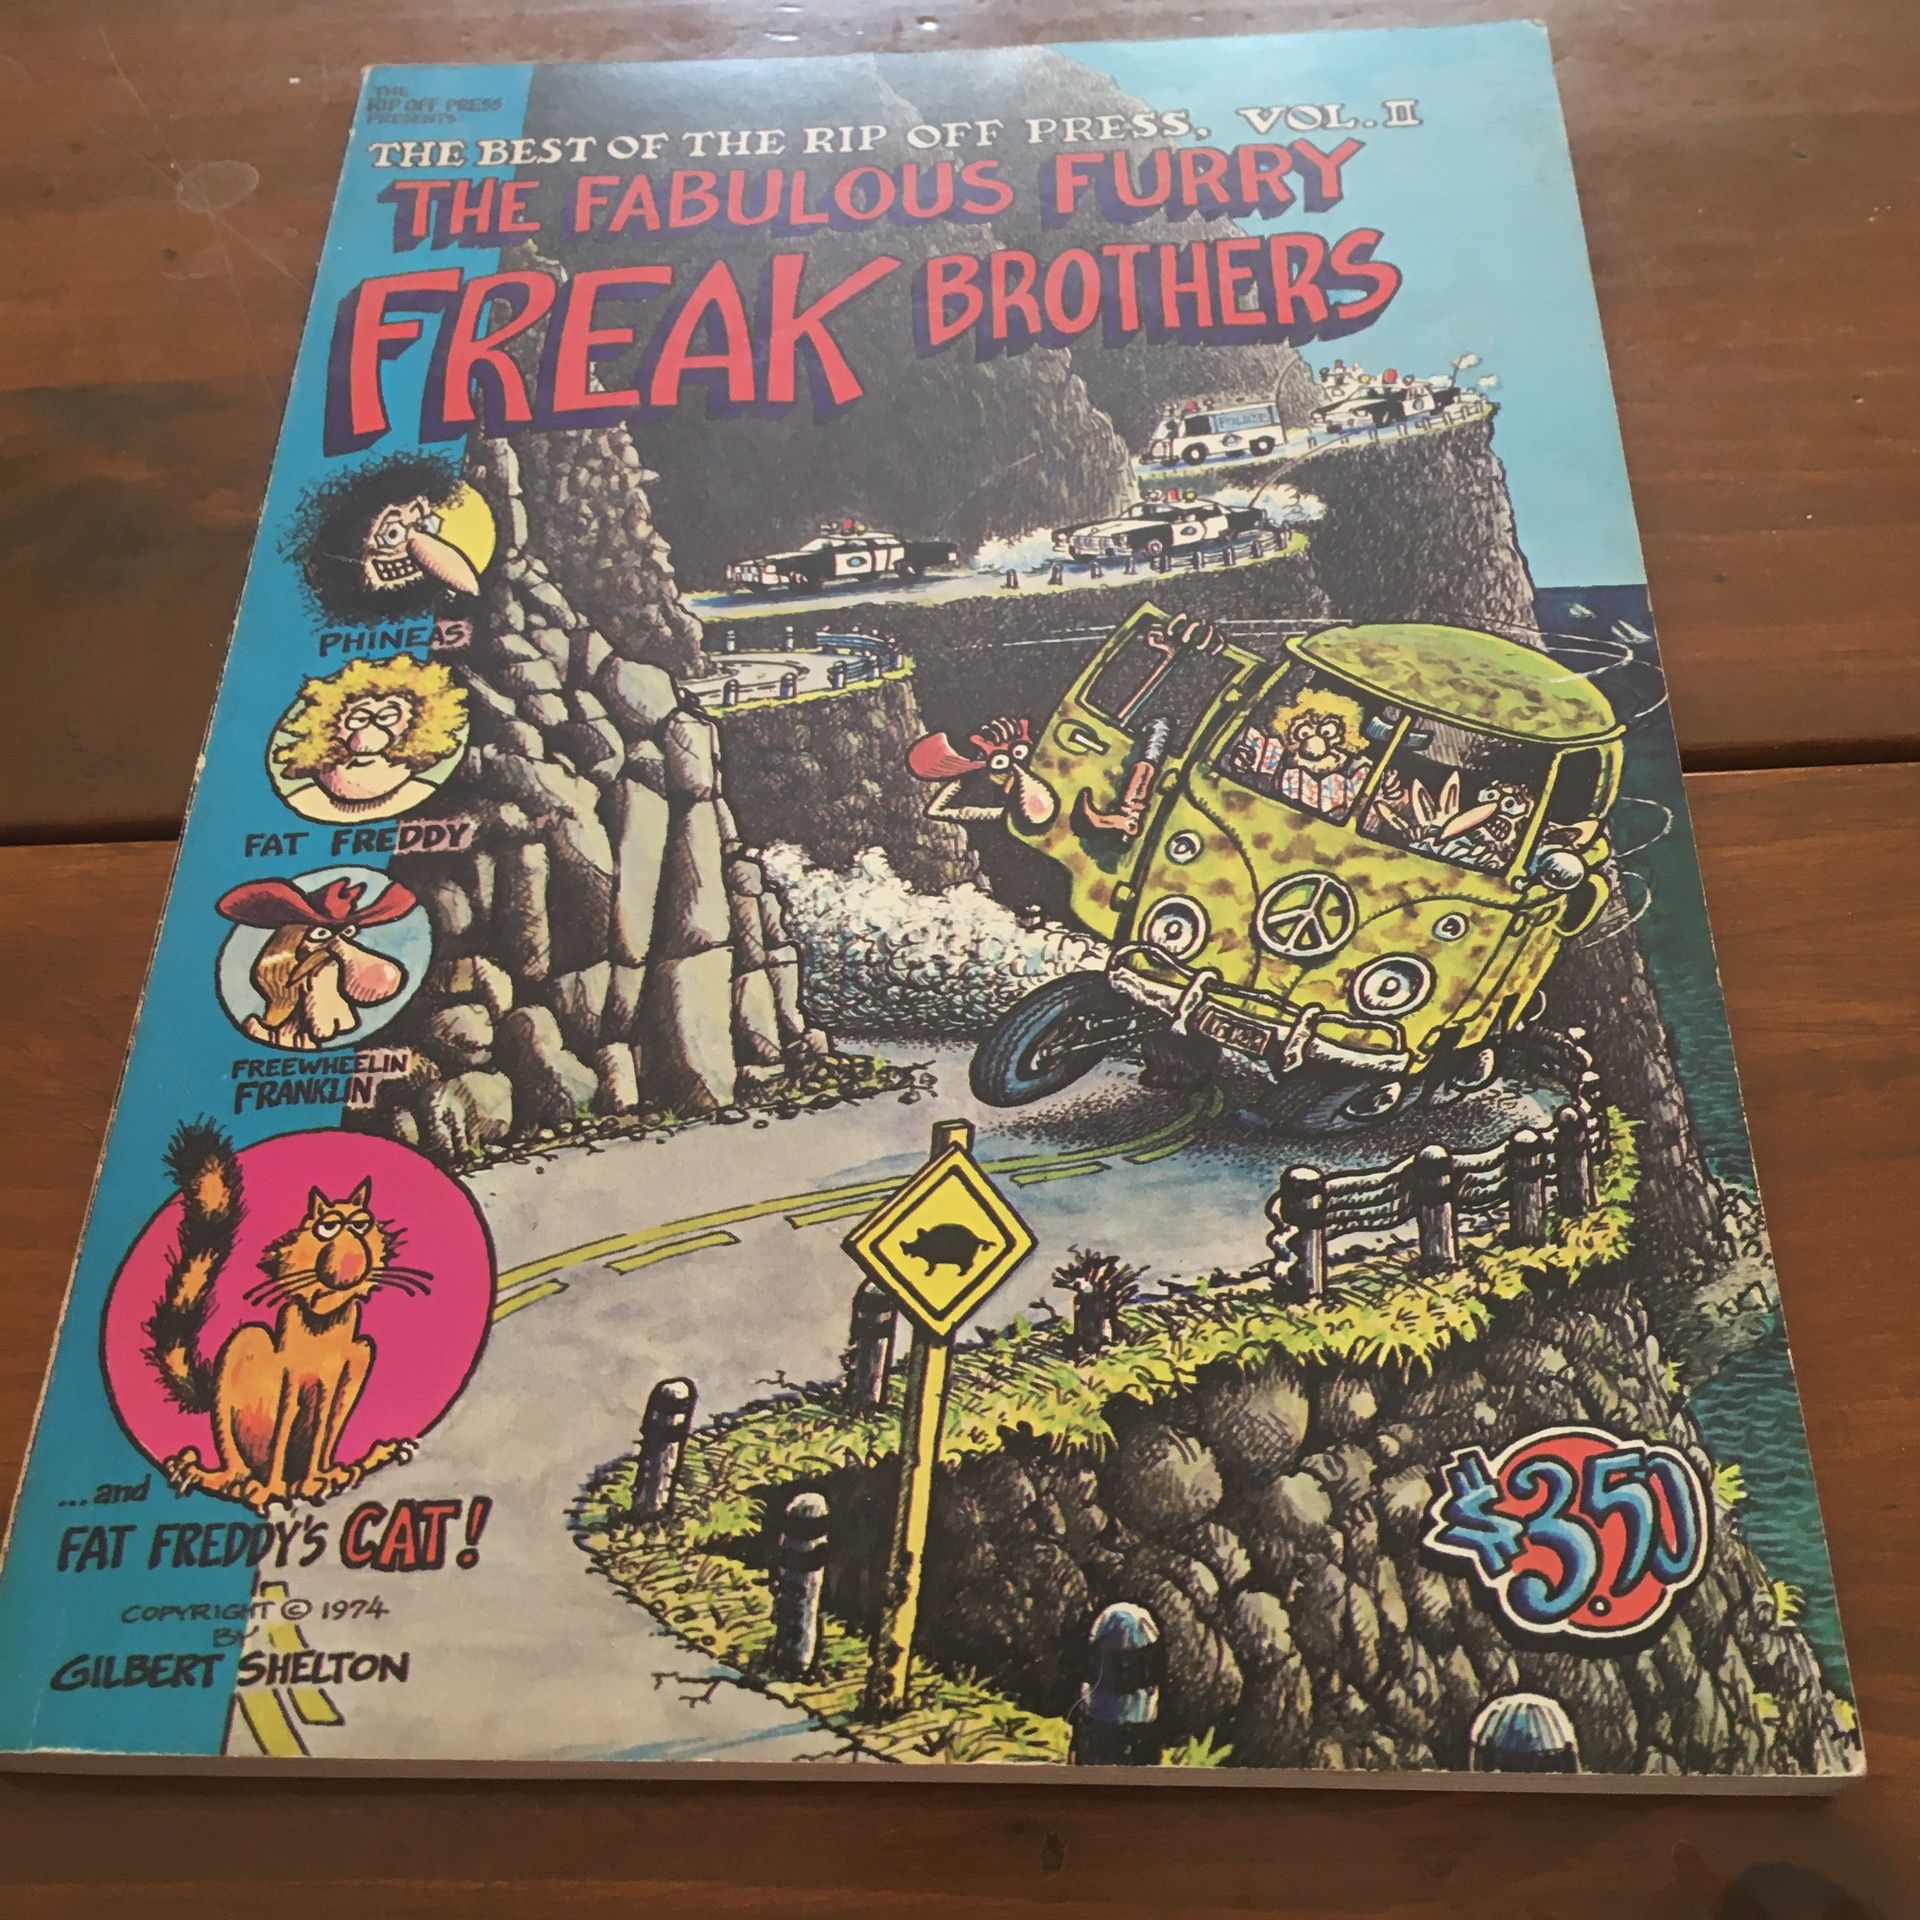 THE
RIP OFF PRESS
PRESENTS
THE BEST OF THE RIP OFF PRESS, VOL. II
THE FABULOUS FURRY
FREAK BROTHERS
POLICE
PHINEAS
FAT FREDDY
FREEWHEELIN
FRANKLIN
...and
FAT FREDDY'S CAT!
COPYRIGHT © 1974
BY
GILBERT SHELTON
$3.50